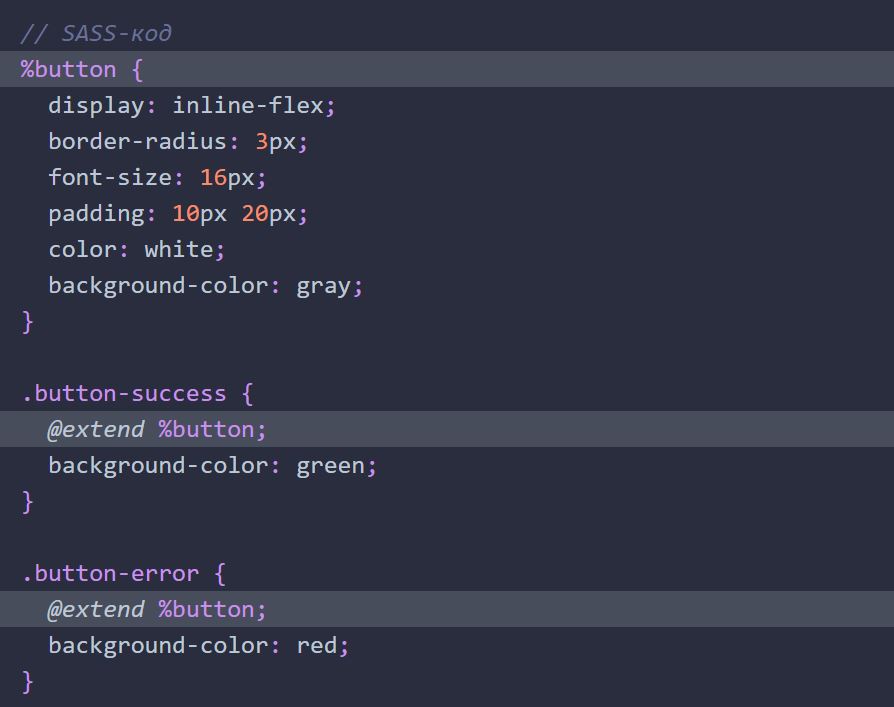 // SASS-код
%button {
  display: inline-flex;
  border-radius: 3px;
  font-size: 16px;
  padding: 10px 20px;
  color: white;
  background-color: gray;
}

.button-success {
  @extend %button;
  background-color: green;
}

.button-error {
  @extend %button;
  background-color: red;
}